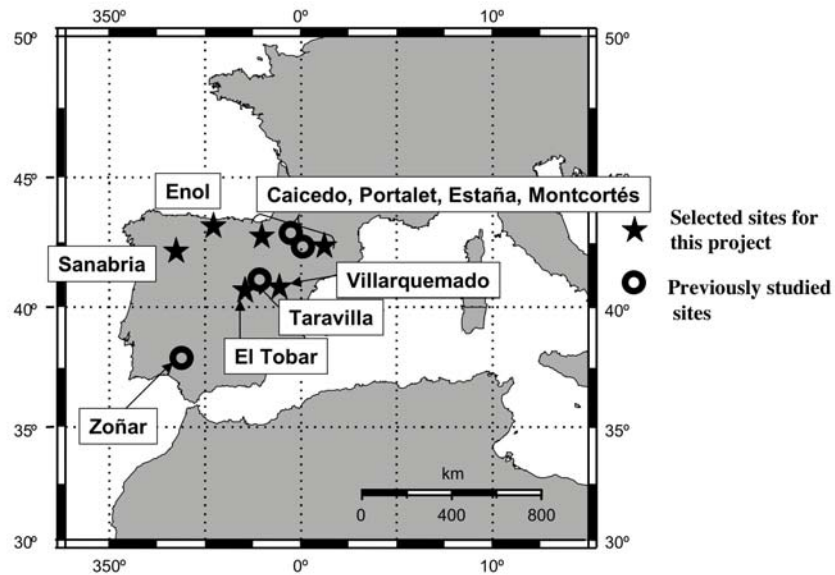 350º 0º 10º
50º 50º
45º 45º
Enol
Caicedo, Portalet, Estaña, Montcortés
Selected sites for
this project
Sanabria
Villarquemado
Previously studied
sites
40º 40º
Taravilla
El Tobar
Zoñar
35º 35º
km
0 400 800
30º 30º
350º 0º 10º